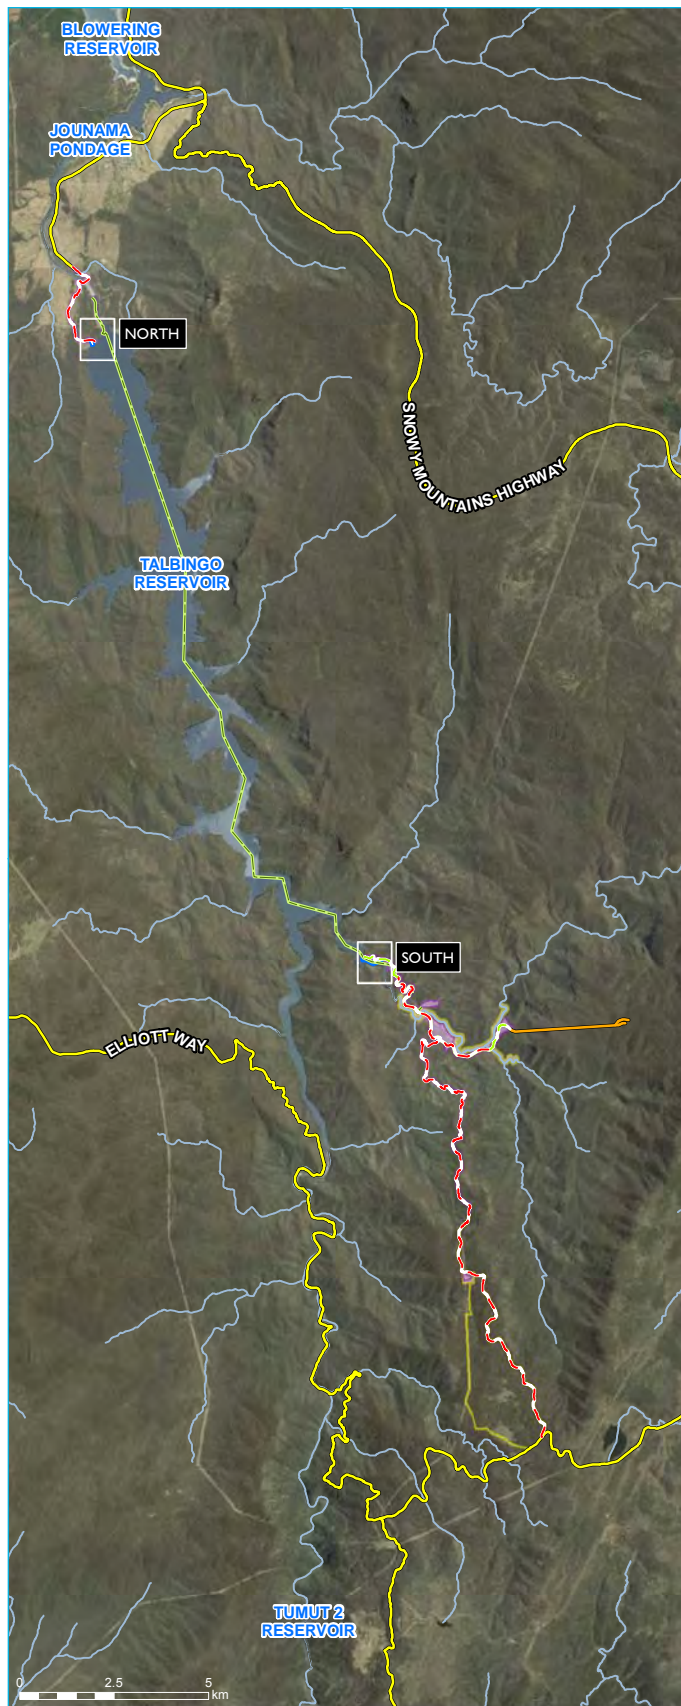 BLOWERING
RESERVOIR
JOUNAMA
PONDAGE
NORTH
SNOWY MOUNTAINS HIGHWAY
TALBINGO
RESERVOIR
SOUTH
ELLIOTT WAY
TUMUT 2
RESERVOIR
0 2.5 5
km